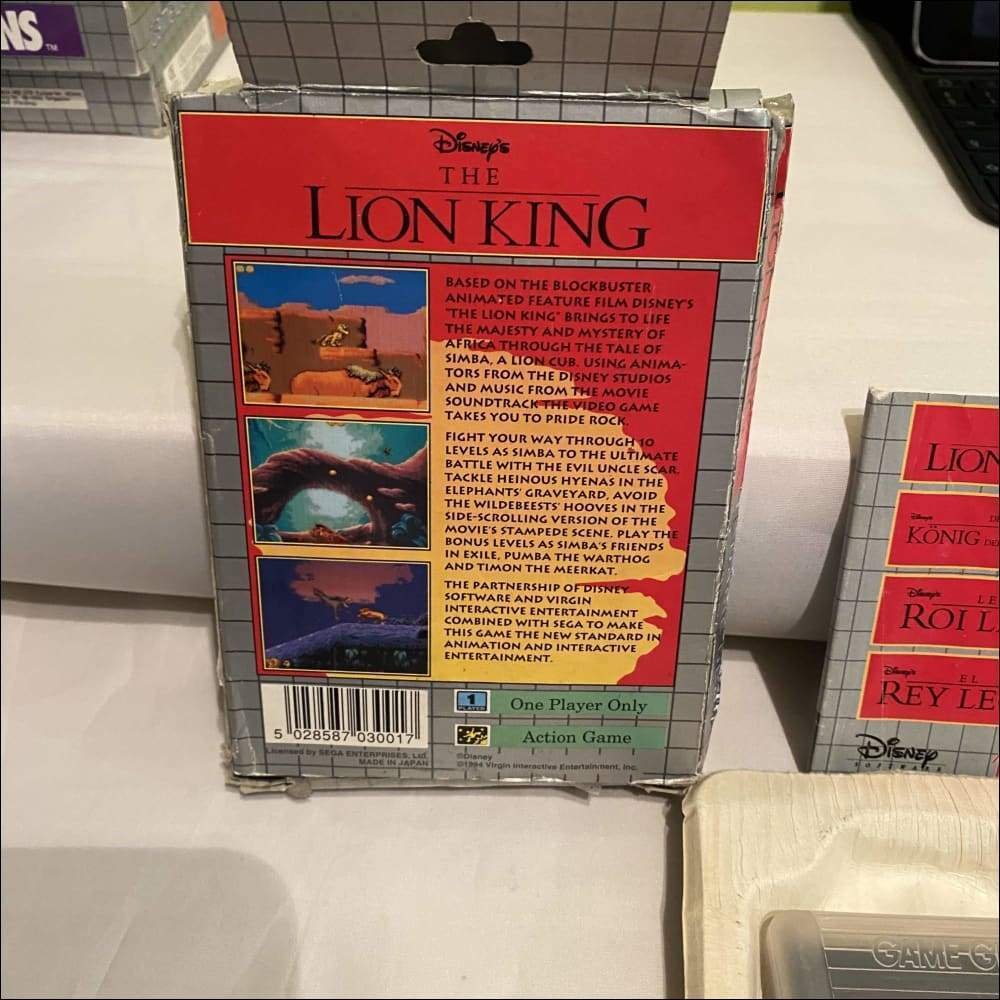 NS TM
DISNEY'S
THE
LION KING
BASED ON THE BLOCKBUSTER
ANIMATED FEATURE FILM DISNEY'S
"THE LION KING" BRINGS TO LIFE
THE MAJESTY AND MYSTERY OF
AFRICA THROUGH THE TALE OF
SIMBA, A LION CUB. USING ANIMA-
TORS FROM THE DISNEY STUDIOS
AND MUSIC FROM THE MOVIE
SOUNDTRACK THE VIDEO GAME
TAKES YOU TO PRIDE ROCK.
FIGHT YOUR WAY THROUGH 10
LEVELS AS SIMBA TO THE ULTIMATE
BATTLE WITH THE EVIL UNCLE SCAR.
TACKLE HEINOUS HYENAS IN THE
ELEPHANTS' GRAVEYARD, AVOID
THE WILDEBEESTS' HOOVES IN THE
SIDE-SCROLLING VERSION OF THE
MOVIE'S STAMPEDE SCENE. PLAY THE
BONUS LEVELS AS SIMBA'S FRIENDS
IN EXILE, PUMBA THE WARTHOG
AND TIMON THE MEERKAT.
THE PARTNERSHIP OF DISNEY
SOFTWARE AND VIRGIN
INTERACTIVE ENTERTAINMENT
COMBINED WITH SEGA TO MAKE
THIS GAME THE NEW STANDARD IN
ANIMATION AND INTERACTIVE
ENTERTAINMENT.
5 028587 030017
1 PLAYER
One Player Only
Action Game
Licensed by SEGA ENTERPRISES, Ltd.
MADE IN JAPAN
©Disney
©1994 Virgin Interactive Entertainment, Inc.
LION
Disney's
KÖNIG DE
Disney's
LE
ROI L
Disney's
EL
REY LE
DISNEY
SOFTWARE
GAME G